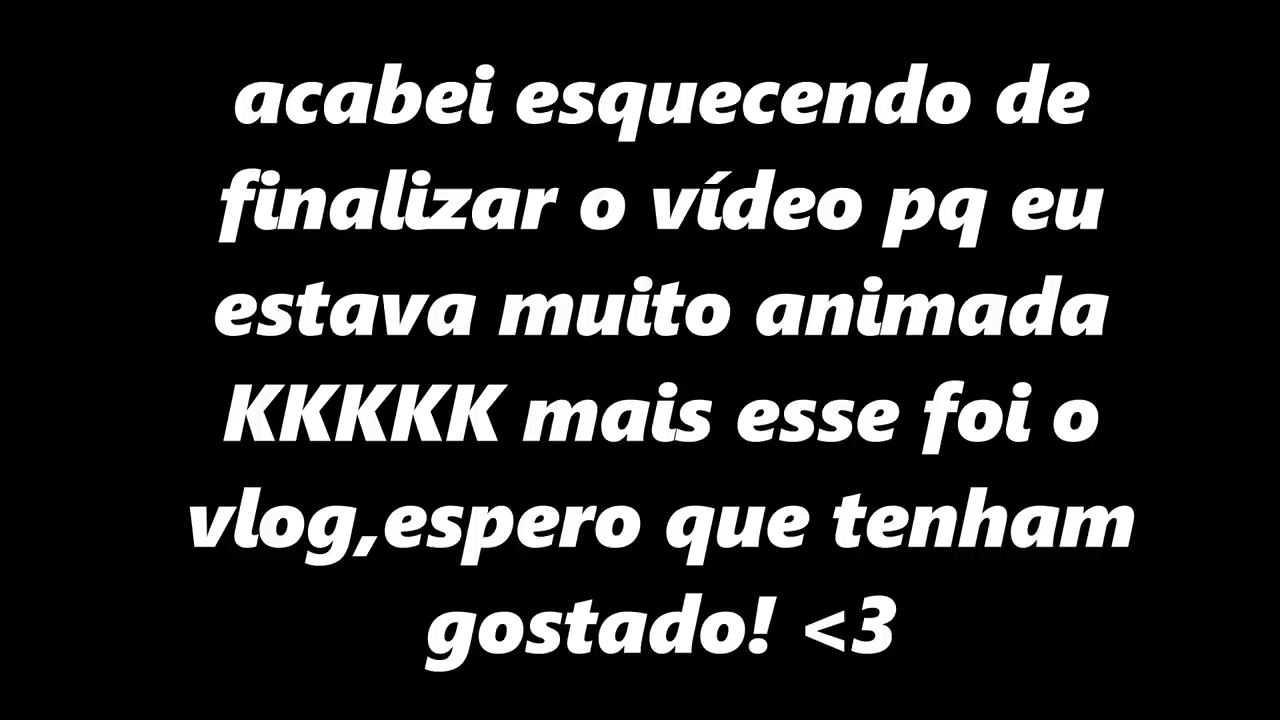 acabei esquecendo de
finalizar o vídeo pq eu
estava muito animada
KKKKK mais esse foi o
vlog,espero que tenham
gostado! <3